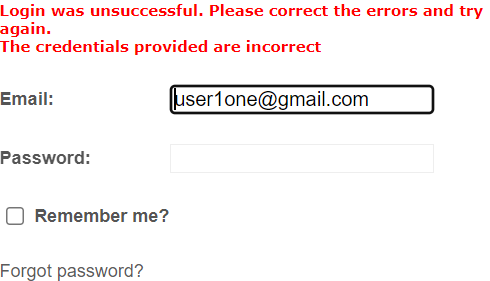 Login was unsuccessful. Please correct the errors and try
again.
The credentials provided are incorrect
Email:
user1one@gmail.com
Password:
Remember me?
Forgot password?